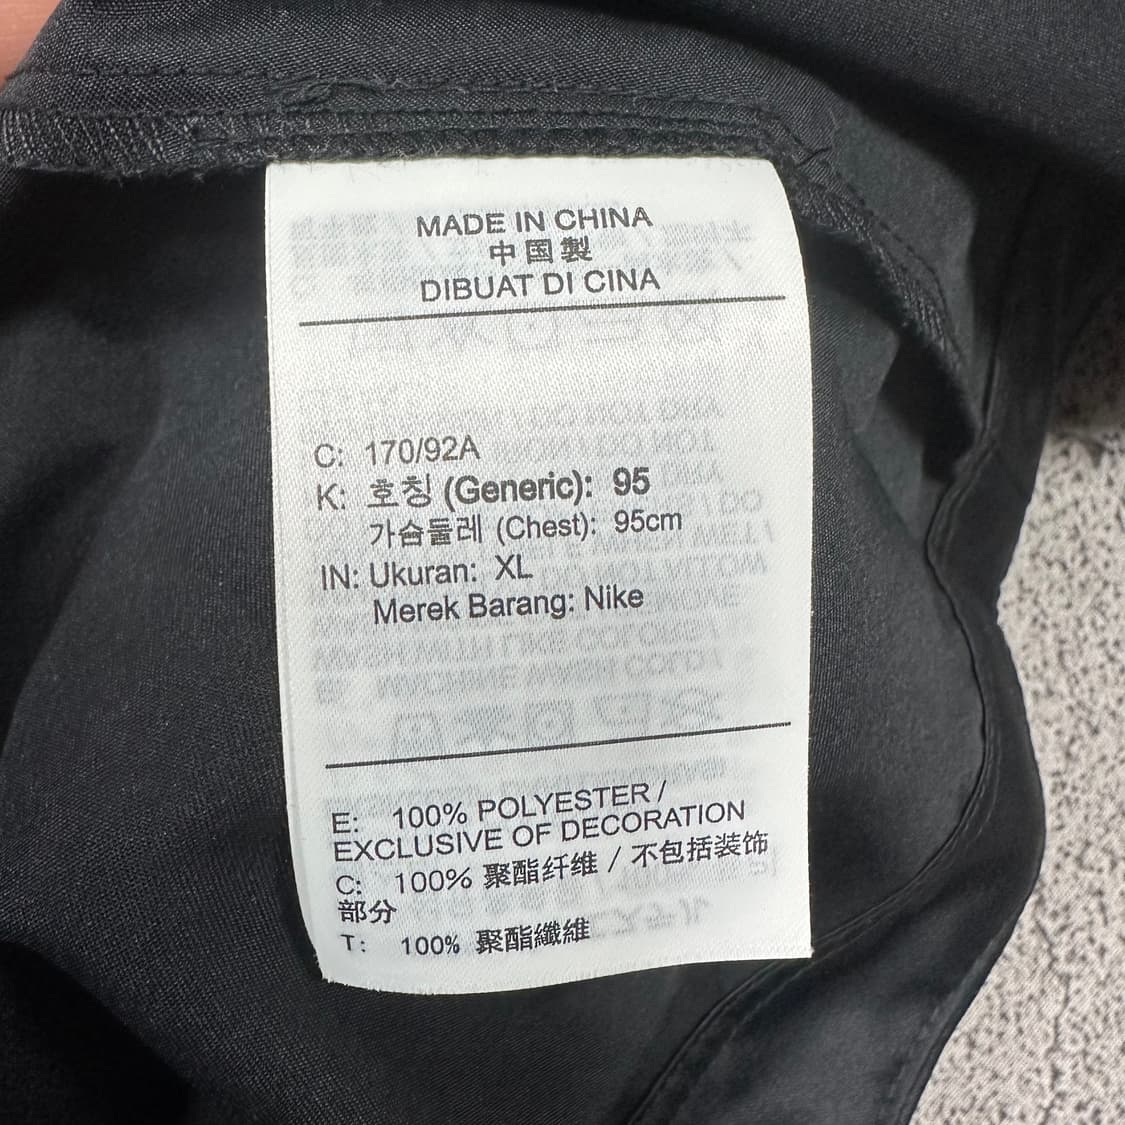 MADE IN CHINA
中国製
DIBUAT DI CINA
C: 170/92A
K: 호칭 (Generic): 95
가슴둘레 (Chest): 95cm
IN: Ukuran: XL
Merek Barang: Nike
E: 100% POLYESTER /
EXCLUSIVE OF DECORATION
C: 100% 聚酯纤维 / 不包括装饰
部分
T: 100% 聚酯纖維